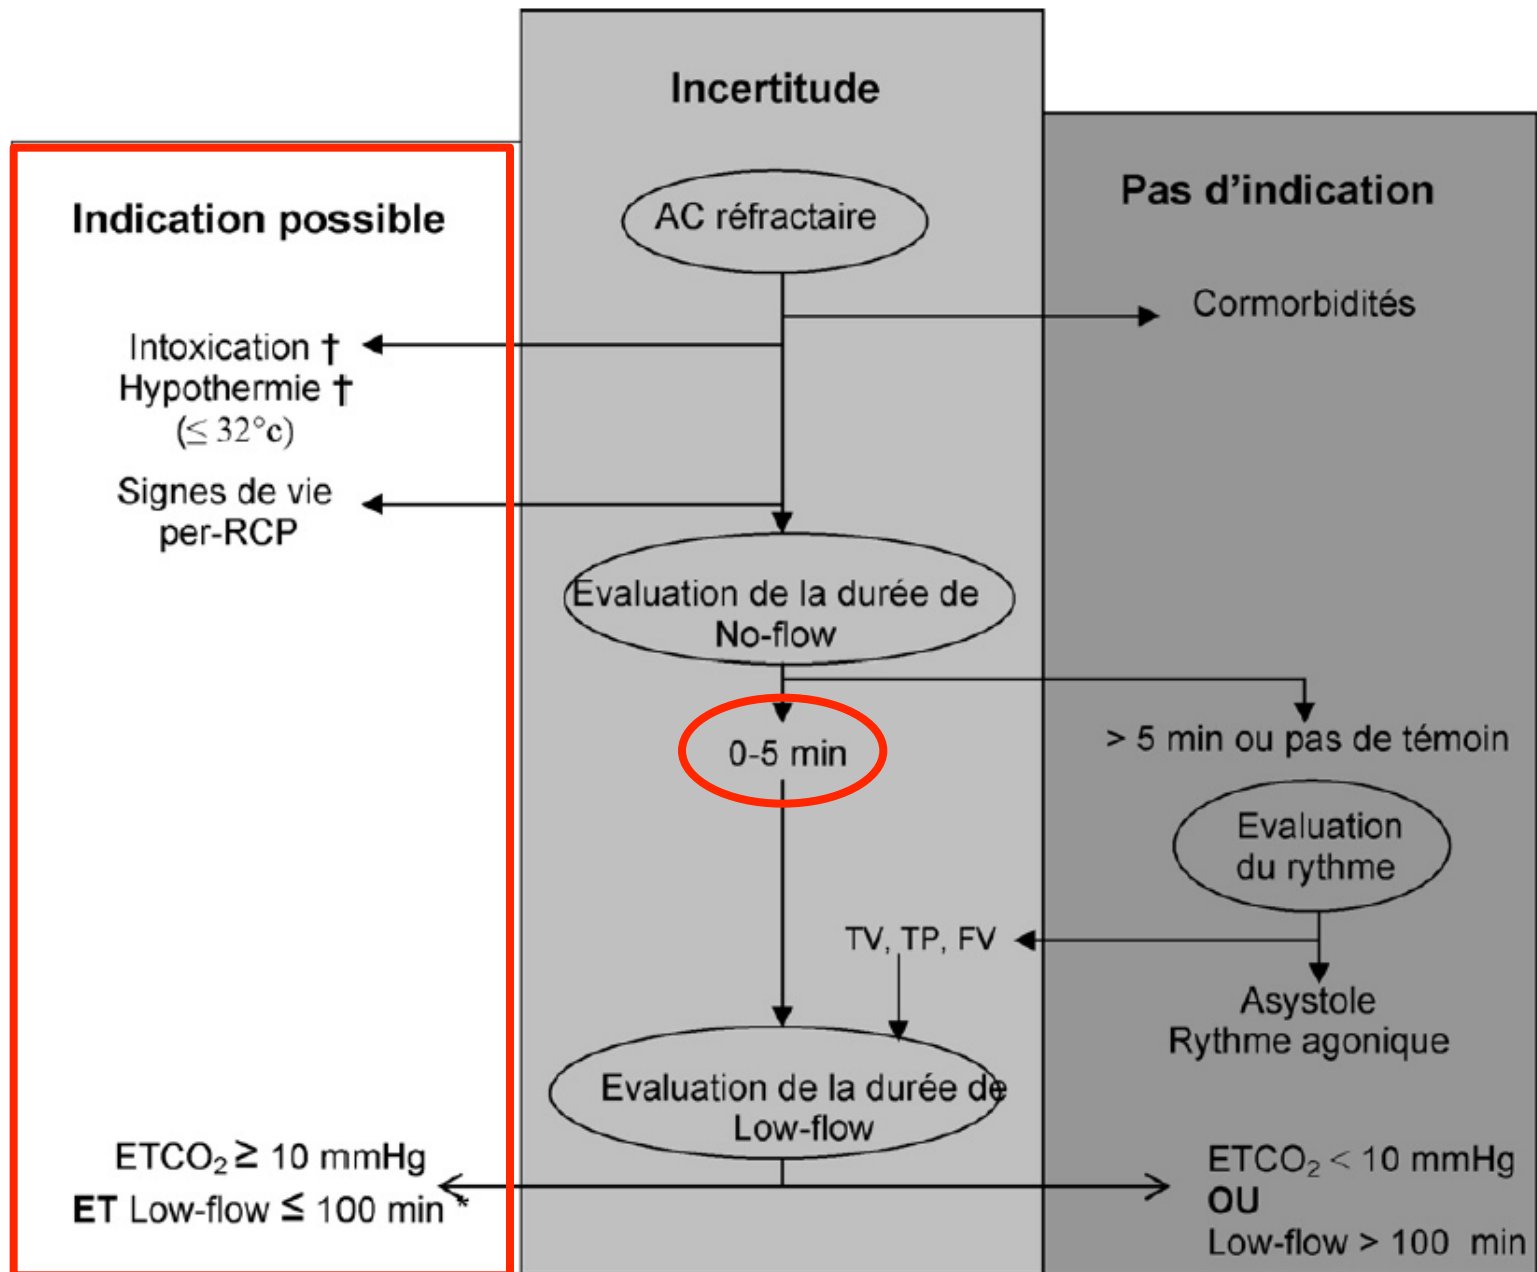 Incertitude
Indication possible
Pas d'indication
AC réfractaire
Cormorbidités
Intoxication †
Hypothermie †
(≤ 32°c)
Signes de vie
per-RCP
Evaluation de la durée de
No-flow
0-5 min
> 5 min ou pas de témoin
Evaluation
du rythme
TV, TP, FV
Asystole
Rythme agonique
Evaluation de la durée de
Low-flow
ETCO₂ ≥ 10 mmHg
ET Low-flow ≤ 100 min *
ETCO₂ < 10 mmHg
OU
Low-flow > 100 min